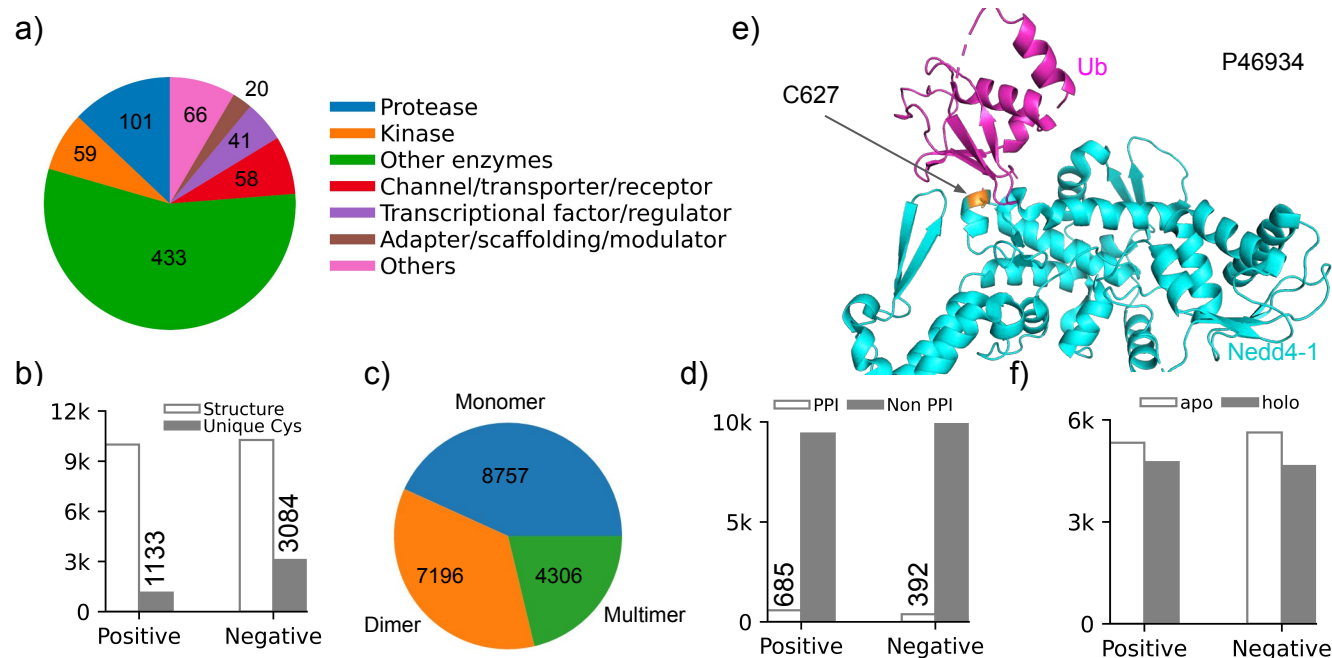 a)
101
59
433
66
20
41
58
Protease
Kinase
Other enzymes
Channel/transporter/receptor
Transcriptional factor/regulator
Adapter/scaffolding/modulator
Others
e)
Ub
P46934
C627
Nedd4-1
b)
12k
9k
6k
3k
0
Structure
Unique Cys
1133
3084
Positive
Negative
c)
Monomer
8757
7196
4306
Dimer
Multimer
d)
PPI
Non PPI
10k
5k
0
685
392
Positive
Negative
f)
apo
holo
6k
3k
0
Positive
Negative